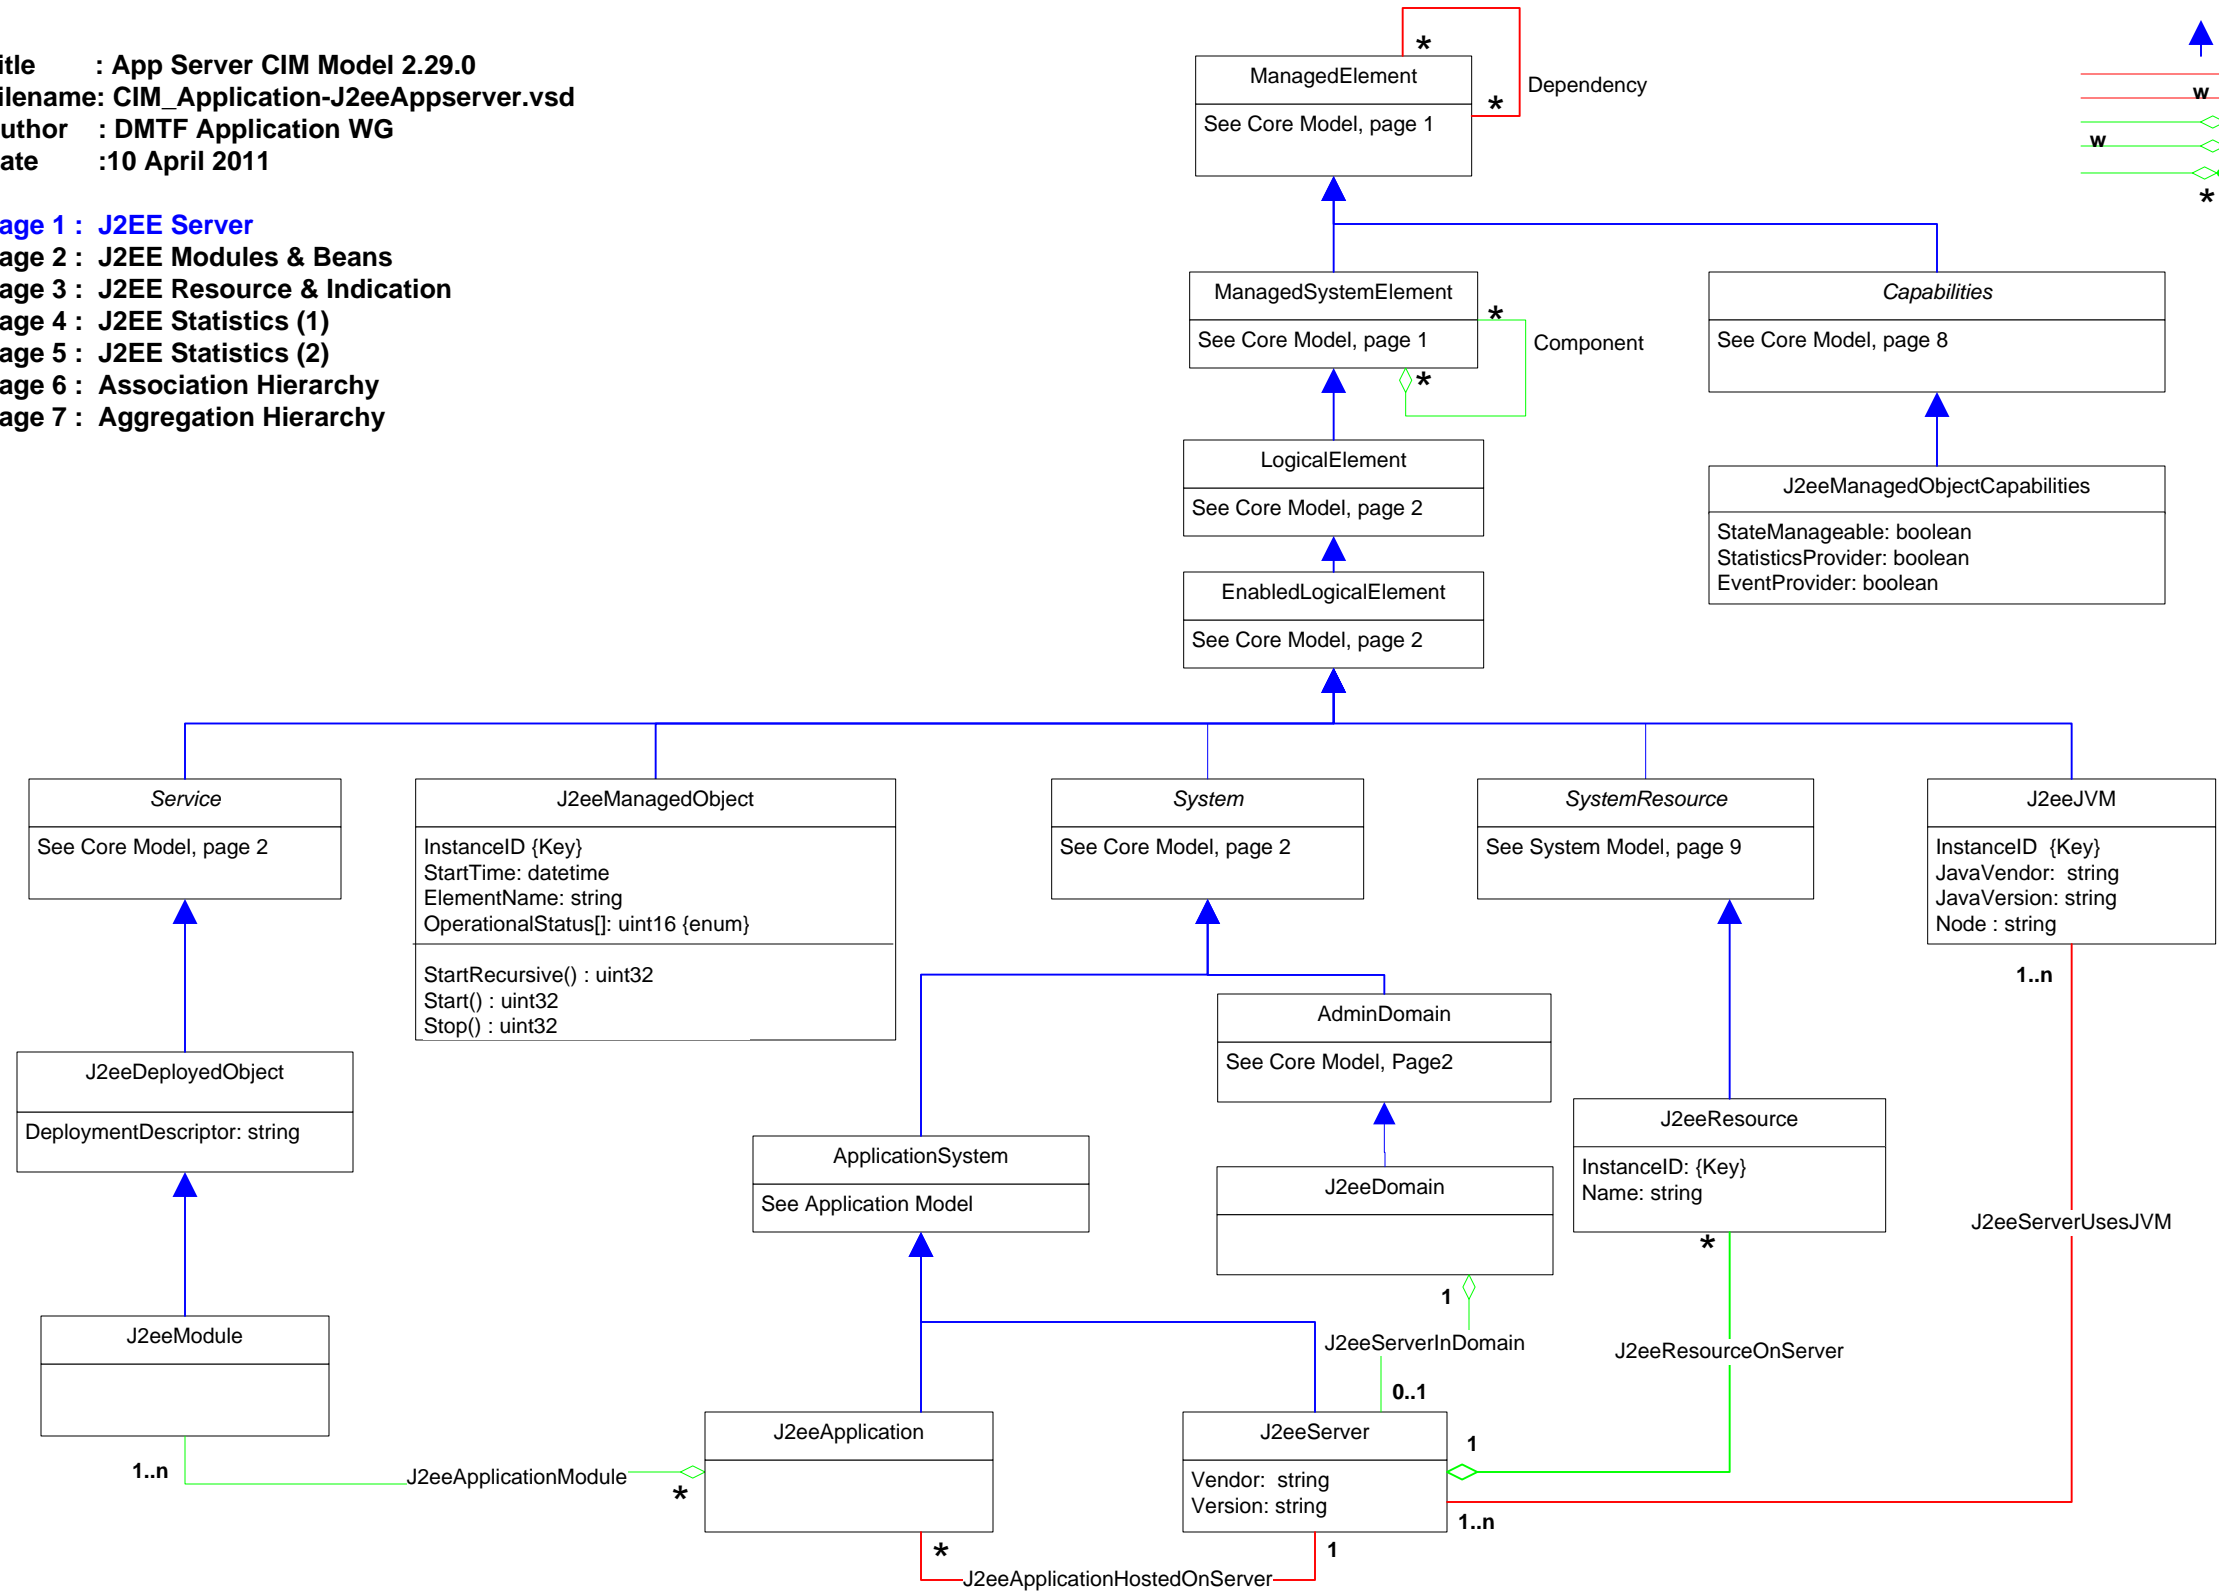 itle : App Server CIM Model 2.29.0
ilename: CIM_Application-J2eeAppserver.vsd
uthor : DMTF Application WG
ate :10 April 2011
age 1 : J2EE Server
age 2 : J2EE Modules & Beans
age 3 : J2EE Resource & Indication
age 4 : J2EE Statistics (1)
age 5 : J2EE Statistics (2)
age 6 : Association Hierarchy
age 7 : Aggregation Hierarchy
*
ManagedElement
See Core Model, page 1
*
Dependency
w
w
*
ManagedSystemElement
See Core Model, page 1
*
*
Component
Capabilities
See Core Model, page 8
LogicalElement
See Core Model, page 2
J2eeManagedObjectCapabilities
StateManageable: boolean
StatisticsProvider: boolean
EventProvider: boolean
EnabledLogicalElement
See Core Model, page 2
Service
See Core Model, page 2
J2eeManagedObject
InstanceID {Key}
StartTime: datetime
ElementName: string
OperationalStatus[]: uint16 {enum}
StartRecursive() : uint32
Start() : uint32
Stop() : uint32
System
See Core Model, page 2
SystemResource
See System Model, page 9
J2eeJVM
InstanceID {Key}
JavaVendor: string
JavaVersion: string
Node : string
1..n
AdminDomain
See Core Model, Page2
J2eeDeployedObject
DeploymentDescriptor: string
ApplicationSystem
See Application Model
J2eeDomain
J2eeResource
InstanceID: {Key}
Name: string
*
J2eeServerUsesJVM
1
J2eeServerInDomain
0..1
J2eeResourceOnServer
J2eeModule
1..n
J2eeApplicationModule
*
J2eeApplication
*
J2eeServer
Vendor: string
Version: string
1
1..n
1
J2eeApplicationHostedOnServer